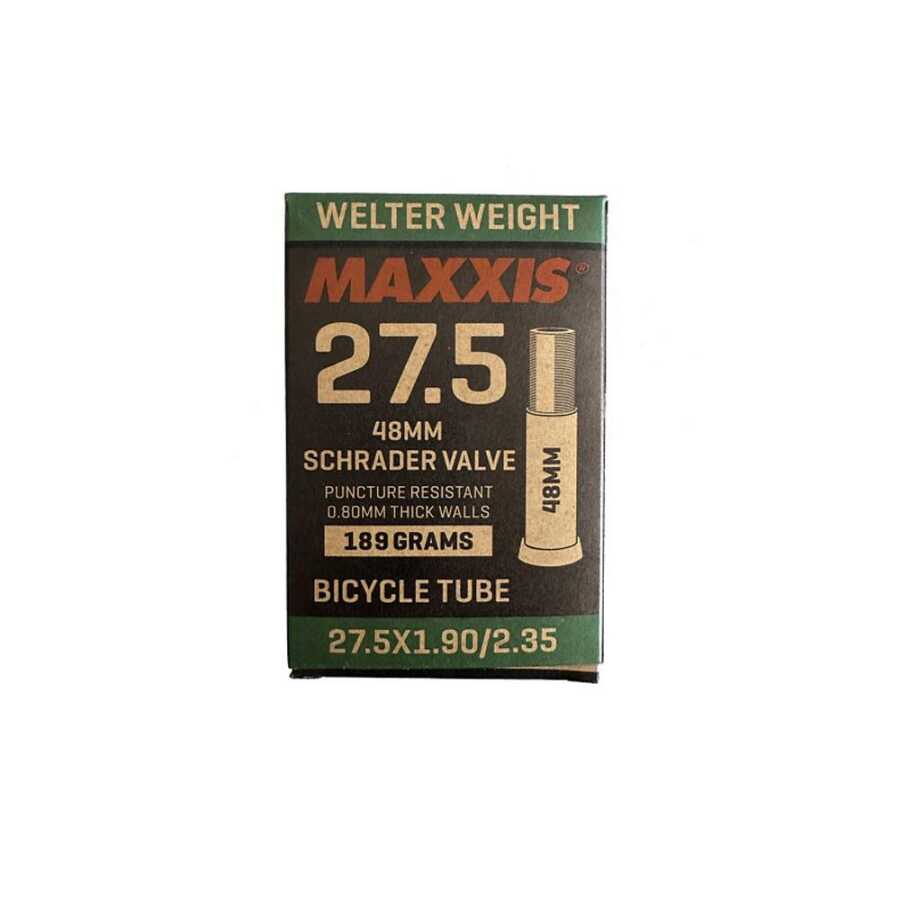 WELTER WEIGHT
MAXXIS®
27.5
48MM
SCHRADER VALVE
PUNCTURE RESISTANT
0.80MM THICK WALLS
189 GRAMS
48MM
BICYCLE TUBE
27.5X1.90/2.35